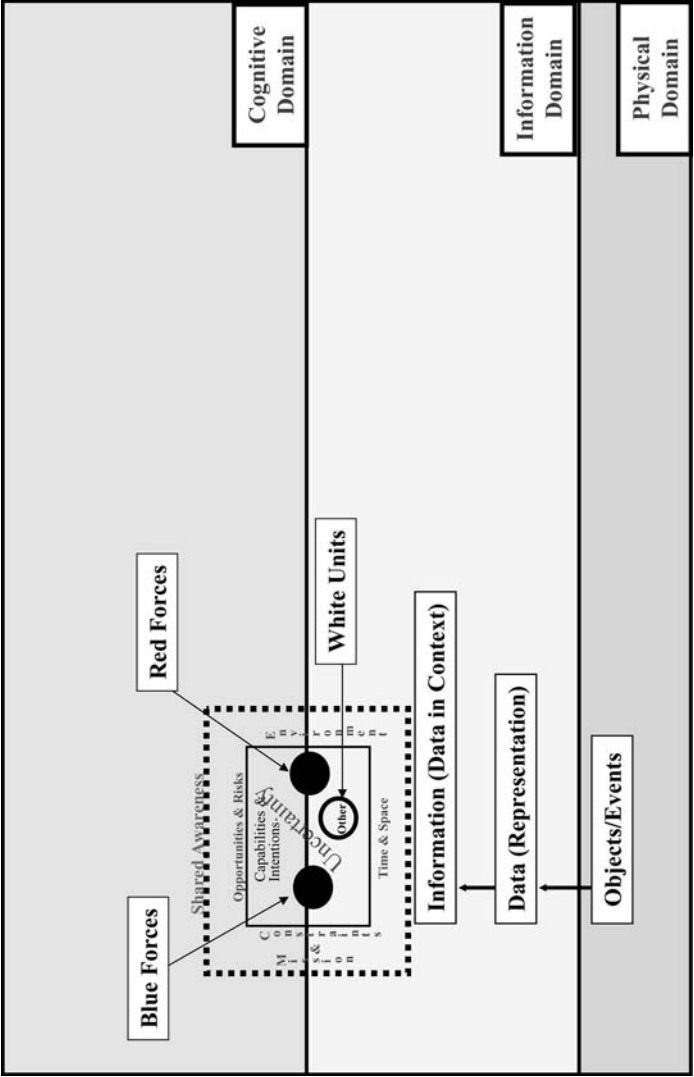 Cognitive
Domain
Information
Domain
Physical
Domain
Red Forces
Blue Forces
White Units
Shared Awareness
Opportunities & Risks
Capabilities &
Intentions
Uncertainty
Other
Time & Space
Environment
Constraints
&
Mission
Information (Data in Context)
Data (Representation)
Objects/Events